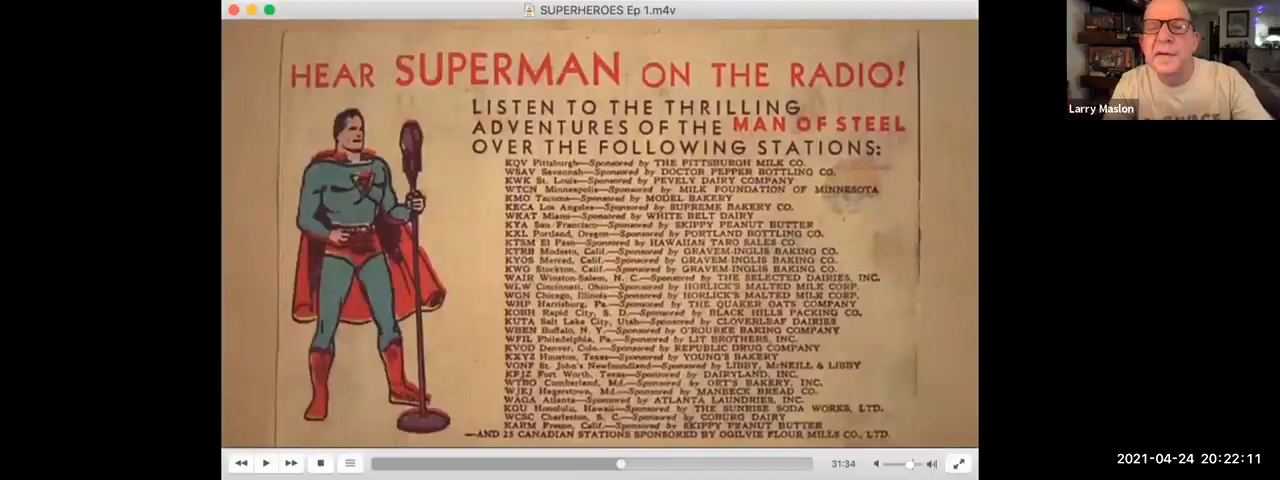 SUPERHEROES Ep 1.m4v
HEAR SUPERMAN ON THE RADIO!
LISTEN TO THE THRILLING
ADVENTURES OF THE MAN OF STEEL
OVER THE FOLLOWING STATIONS:
KQV Pittsburgh—Sponsored by THE PITTSBURGH MILK CO.
WSAV Savannah—Sponsored by DOCTOR PEPPER BOTTLING CO.
KWK St. Louis—Sponsored by PEVELY DAIRY COMPANY
WTCN Minneapolis—Sponsored by MILK FOUNDATION OF MINNESOTA
KMO Tacoma—Sponsored by MODEL BAKERY
KECA Los Angeles—Sponsored by SUPREME BAKERY CO.
WKAT Miami—Sponsored by WHITE BELT DAIRY
KYA San Francisco—Sponsored by SKIPPY PEANUT BUTTER
KXL Portland, Oregon—Sponsored by PORTLAND BOTTLING CO.
KTSM El Paso—Sponsored by HAWAIIAN TARO SALES CO.
KTRB Modesto, Calif.—Sponsored by GRAVEM-INGLIS BAKING CO.
KYOS Merced, Calif.—Sponsored by GRAVEM-INGLIS BAKING CO.
KWG Stockton, Calif.—Sponsored by GRAVEM-INGLIS BAKING CO.
WAIR Winston-Salem, N. C.—Sponsored by THE SELECTED DAIRIES, INC.
WLW Cincinnati, Ohio—Sponsored by HORLICK'S MALTED MILK CORP.
WGN Chicago, Illinois—Sponsored by HORLICK'S MALTED MILK CORP.
WHP Harrisburg, Pa.—Sponsored by THE QUAKER OATS COMPANY
KOBH Rapid City, S. D.—Sponsored by BLACK HILLS PACKING CO.
KUTA Salt Lake City, Utah—Sponsored by CLOVERLEAF DAIRIES
WBEN Buffalo, N. Y.—Sponsored by O'ROURKE BAKING COMPANY
WFIL Philadelphia, Pa.—Sponsored by LIT BROTHERS, INC.
KVOD Denver, Colo.—Sponsored by REPUBLIC DRUG COMPANY
KXYZ Houston, Texas—Sponsored by YOUNG'S BAKERY
VONF St. John's Newfoundland—Sponsored by LIBBY, McNEILL & LIBBY
KFJZ Fort Worth, Texas—Sponsored by DAIRYLAND, INC.
WTBO Cumberland, Md.—Sponsored by ORT'S BAKERY, INC.
WJEJ Hagerstown, Md.—Sponsored by MANBECK BREAD CO.
WAGA Atlanta—Sponsored by ATLANTA LAUNDRIES, INC.
KGU Honolulu, Hawaii—Sponsored by THE SUNRISE SODA WORKS, LTD.
WCSC Charleston, S. C.—Sponsored by COBURG DAIRY
KARM Fresno, Calif.—Sponsored by SKIPPY PEANUT BUTTER
—AND 25 CANADIAN STATIONS SPONSORED BY OGILVIE FLOUR MILLS CO., LTD.
31:34
Larry Maslon
2021-04-24 20:22:11